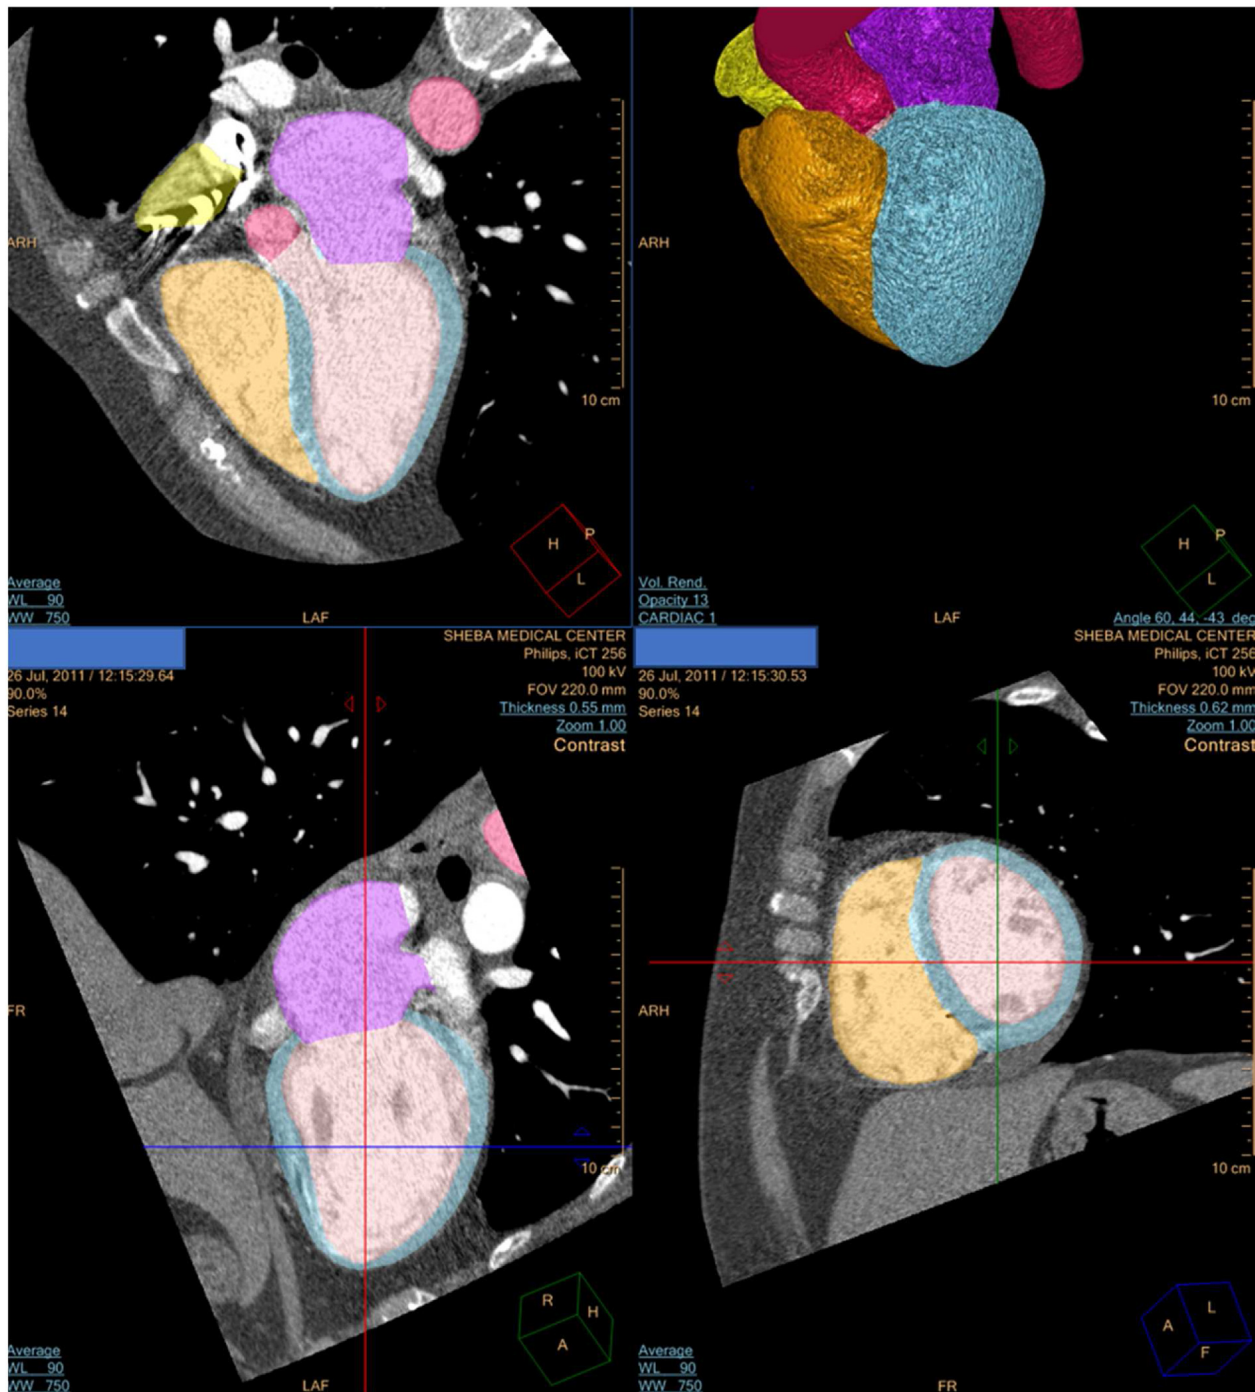 ARH
10 cm
H
P
L
Average
WL 90
WW 750
LAF
ARH
10 cm
H
P
L
Vol. Rend.
Opacity 13
CARDIAC 1
LAF
Angle 60, 44, -43 deg
SHEBA MEDICAL CENTER
Philips, iCT 256
100 kV
FOV 220.0 mm
Thickness 0.55 mm
Zoom 1.00
Contrast
26 Jul, 2011 / 12:15:29.64
90.0%
Series 14
FR
10 cm
R
H
A
Average
WL 90
WW 750
LAF
SHEBA MEDICAL CENTER
Philips, iCT 256
100 kV
FOV 220.0 mm
Thickness 0.62 mm
Zoom 1.00
Contrast
26 Jul, 2011 / 12:15:30.53
90.0%
Series 14
ARH
10 cm
A
L
F
Average
WL 90
WW 750
FR